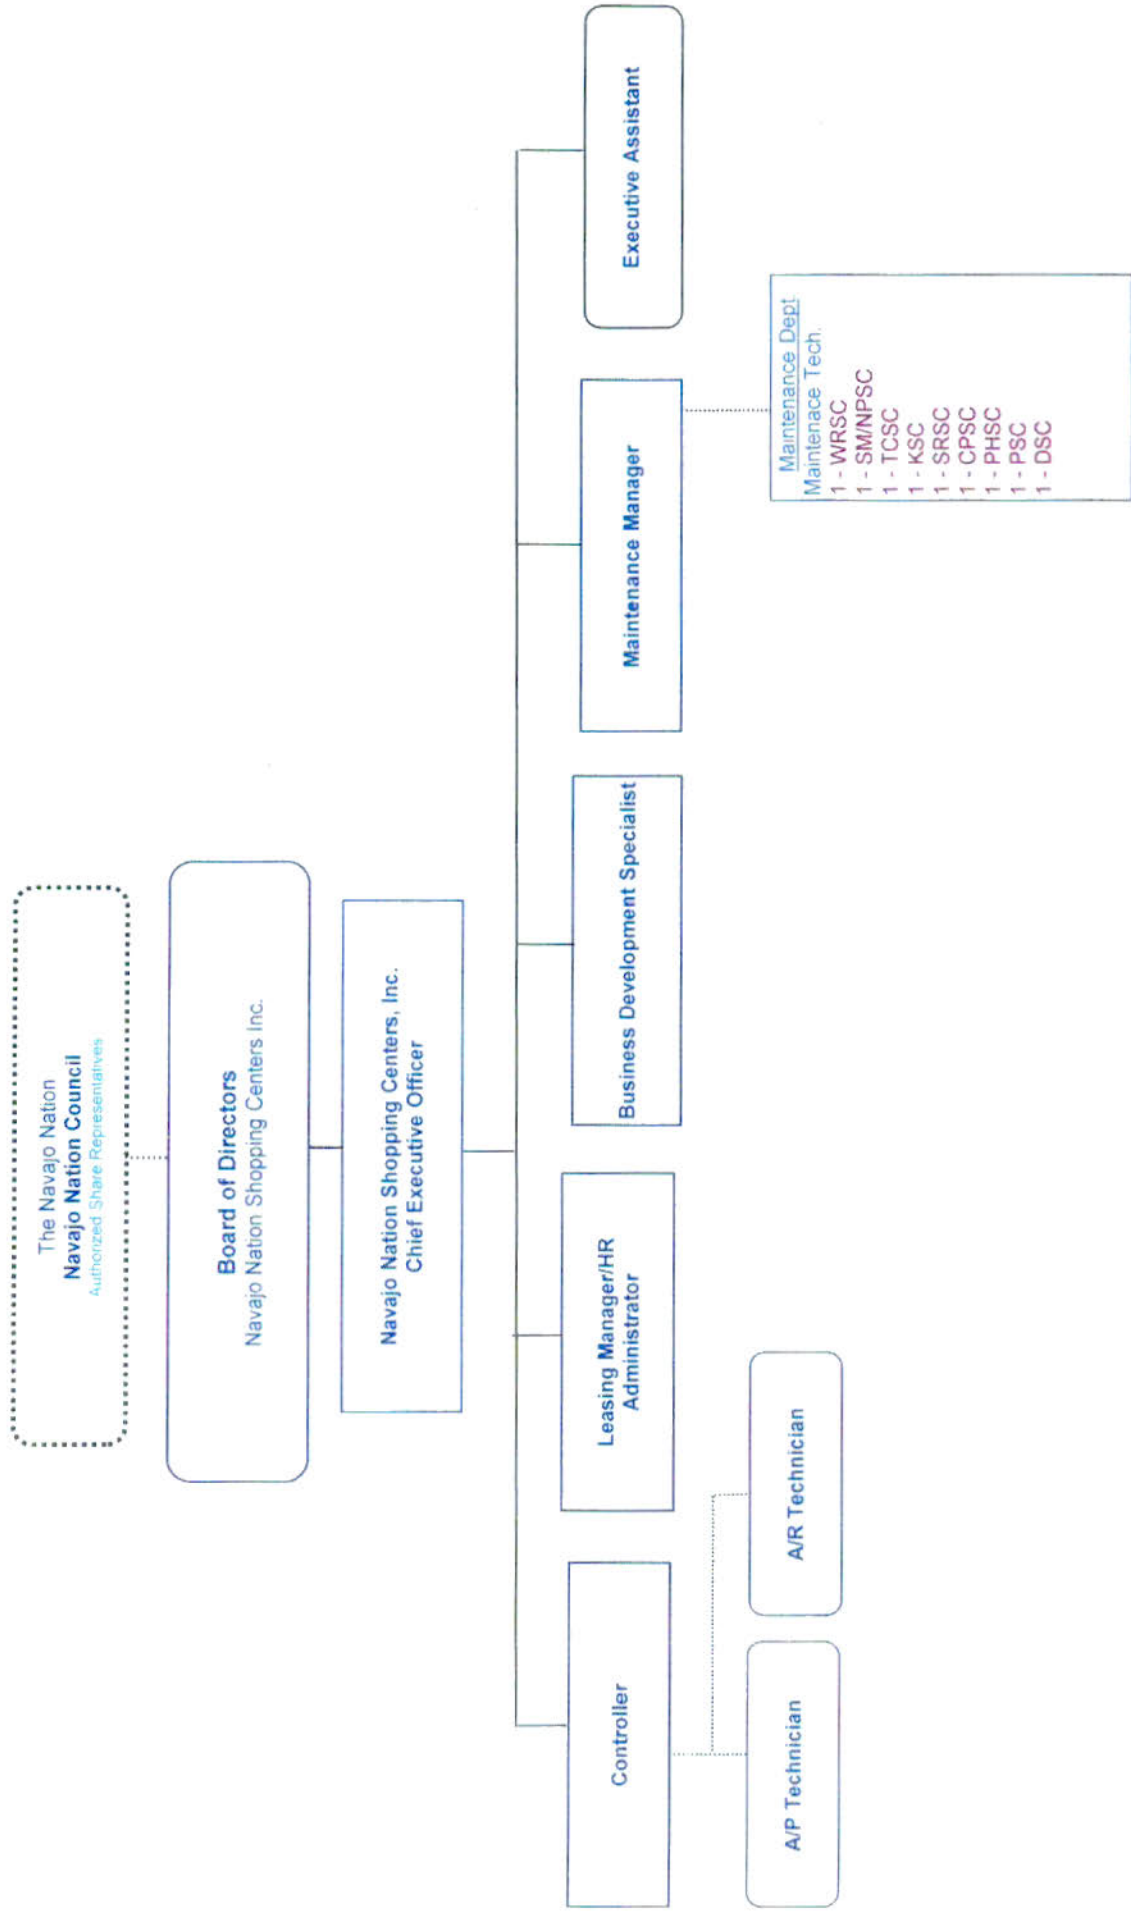 The Navajo Nation
Navajo Nation Council
Authorized Share Representatives
Board of Directors
Navajo Nation Shopping Centers Inc.
Navajo Nation Shopping Centers, Inc.
Chief Executive Officer
Controller
Leasing Manager/HR
Administrator
Business Development Specialist
Maintenance Manager
Executive Assistant
A/P Technician
A/R Technician
Maintenance Dept.
Maintenace Tech.
1 - WRSC
1 - SM/NPSC
1 - TCSC
1 - KSC
1 - SRSC
1 - CPSC
1 - PHSC
1 - PSC
1 - DSC